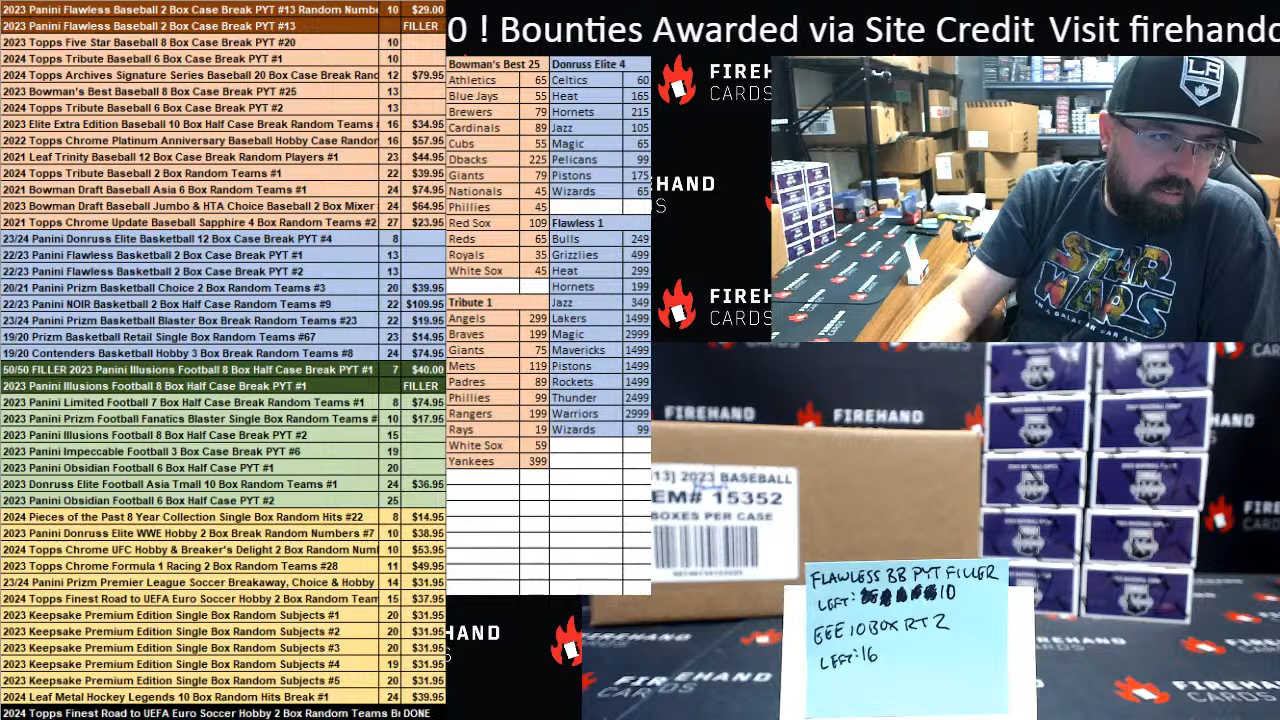 2023 Panini Flawless Baseball 2 Box Case Break PYT #13 Random Numbe 10 $29.00
2023 Panini Flawless Baseball 2 Box Case Break PYT #13 FILLER
2023 Topps Five Star Baseball 8 Box Case Break PYT #20 10
2024 Topps Tribute Baseball 6 Box Case Break PYT #1 10
2024 Topps Archives Signature Series Baseball 20 Box Case Break Rand 12 $79.95
2023 Bowman's Best Baseball 8 Box Case Break PYT #25 13
2024 Topps Tribute Baseball 6 Box Case Break PYT #2 13
2023 Elite Extra Edition Baseball 10 Box Half Case Break Random Teams 16 $34.95
2022 Topps Chrome Platinum Anniversary Baseball Hobby Case Random 16 $57.95
2021 Leaf Trinity Baseball 12 Box Case Break Random Players #1 23 $44.95
2024 Topps Tribute Baseball 2 Box Random Teams #1 22 $39.95
2021 Bowman Draft Baseball Asia 6 Box Random Teams #1 24 $74.95
2023 Bowman Draft Baseball Jumbo & HTA Choice Baseball 2 Box Mixer 24 $64.95
2021 Topps Chrome Update Baseball Sapphire 4 Box Random Teams #2 27 $23.95
23/24 Panini Donruss Elite Basketball 12 Box Case Break PYT #4 8
22/23 Panini Flawless Basketball 2 Box Case Break PYT #1 13
22/23 Panini Flawless Basketball 2 Box Case Break PYT #2 13
20/21 Panini Prizm Basketball Choice 2 Box Random Teams #3 20 $39.95
22/23 Panini NOIR Basketball 2 Box Half Case Random Teams #9 22 $109.95
23/24 Panini Prizm Basketball Blaster Box Break Random Teams #23 22 $19.95
19/20 Prizm Basketball Retail Single Box Random Teams #67 23 $14.95
19/20 Contenders Basketball Hobby 3 Box Break Random Teams #8 24 $74.95
50/50 FILLER 2023 Panini Illusions Football 8 Box Half Case Break PYT #1 7 $40.00
2023 Panini Illusions Football 8 Box Half Case Break PYT #1 FILLER
2023 Panini Limited Football 7 Box Half Case Break Random Teams #1 8 $74.95
2023 Panini Prizm Football Fanatics Blaster Single Box Random Teams # 10 $17.95
2023 Panini Illusions Football 8 Box Half Case Break PYT #2 15
2023 Panini Impeccable Football 3 Box Case Break PYT #6 19
2023 Panini Obsidian Football 6 Box Half Case PYT #1 20
2023 Donruss Elite Football Asia Tmall 10 Box Random Teams #1 24 $36.95
2023 Panini Obsidian Football 6 Box Half Case PYT #2 25
2024 Pieces of the Past 8 Year Collection Single Box Random Hits #22 8 $14.95
2023 Panini Donruss Elite WWE Hobby 2 Box Break Random Numbers #7 10 $38.95
2024 Topps Chrome UFC Hobby & Breaker's Delight 2 Box Random Numl 10 $53.95
2024 Topps Chrome Formula 1 Racing 2 Box Random Teams #28 11 $49.95
23/24 Panini Prizm Premier League Soccer Breakaway, Choice & Hobby 14 $31.95
2024 Topps Finest Road to UEFA Euro Soccer Hobby 2 Box Random Team 15 $37.95
2023 Keepsake Premium Edition Single Box Random Subjects #1 20 $31.95
2023 Keepsake Premium Edition Single Box Random Subjects #2 20 $31.95
2023 Keepsake Premium Edition Single Box Random Subjects #3 20 $31.95
2023 Keepsake Premium Edition Single Box Random Subjects #4 19 $31.95
2023 Keepsake Premium Edition Single Box Random Subjects #5 20 $31.95
2024 Leaf Metal Hockey Legends 10 Box Random Hits Break #1 24 $39.95
2024 Topps Finest Road to UEFA Euro Soccer Hobby 2 Box Random Teams Br DONE
0 ! Bounties Awarded via Site Credit Visit firehandc
Bowman's Best 25
Athletics 65
Blue Jays 55
Brewers 79
Cardinals 89
Cubs 55
Dbacks 225
Giants 79
Nationals 45
Phillies 45
Red Sox 109
Reds 65
Royals 35
White Sox 45
Tribute 1
Angels 299
Braves 199
Giants 75
Mets 119
Padres 89
Phillies 99
Rangers 199
Rays 19
White Sox 59
Yankees 399
Donruss Elite 4
Celtics 60
Heat 165
Hornets 215
Jazz 105
Magic 65
Pelicans 99
Pistons 175
Wizards 65
Flawless 1
Bulls 249
Grizzlies 499
Heat 299
Hornets 199
Jazz 349
Lakers 1499
Magic 2999
Mavericks 1499
Pistons 1499
Rockets 1499
Thunder 2499
Warriors 2999
Wizards 99
FIREH
CARDS
HAND
FIREH
CARDS
HAND
LA
STAR
WARS
IN A GALAXY FAR
FIREHAND
FIREHAND
13] 2023 BASEBALL
EM# 15352
BOXES PER CASE
FLAWLESS BB PYT FILLER
LEFT: 10
EEE 10 BOX RT 2
LEFT: 16
FIREHAND
CARDS
FIREHAND
CARDS